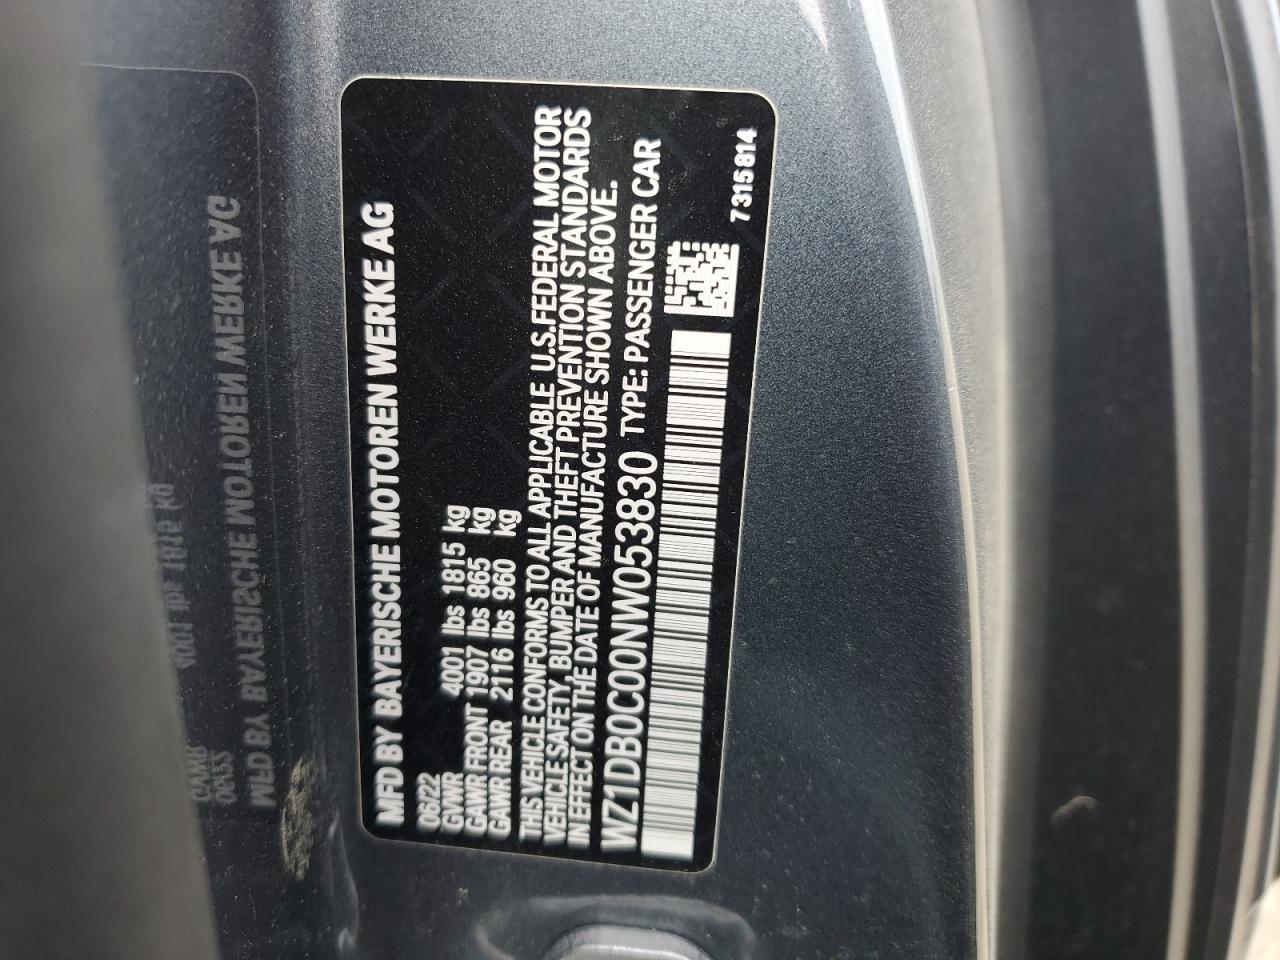 MFD BY BAYERISCHE MOTOREN WERKE AG
06/22
GVWR 4001 lbs 1815 kg
GAWR FRONT 1907 lbs 865 kg
GAWR REAR 2116 lbs 960 kg
THIS VEHICLE CONFORMS TO ALL APPLICABLE U.S.FEDERAL MOTOR
VEHICLE SAFETY, BUMPER AND THEFT PREVENTION STANDARDS
IN EFFECT ON THE DATE OF MANUFACTURE SHOWN ABOVE.
WZ1DB0C00NW053830 TYPE: PASSENGER CAR
7315814